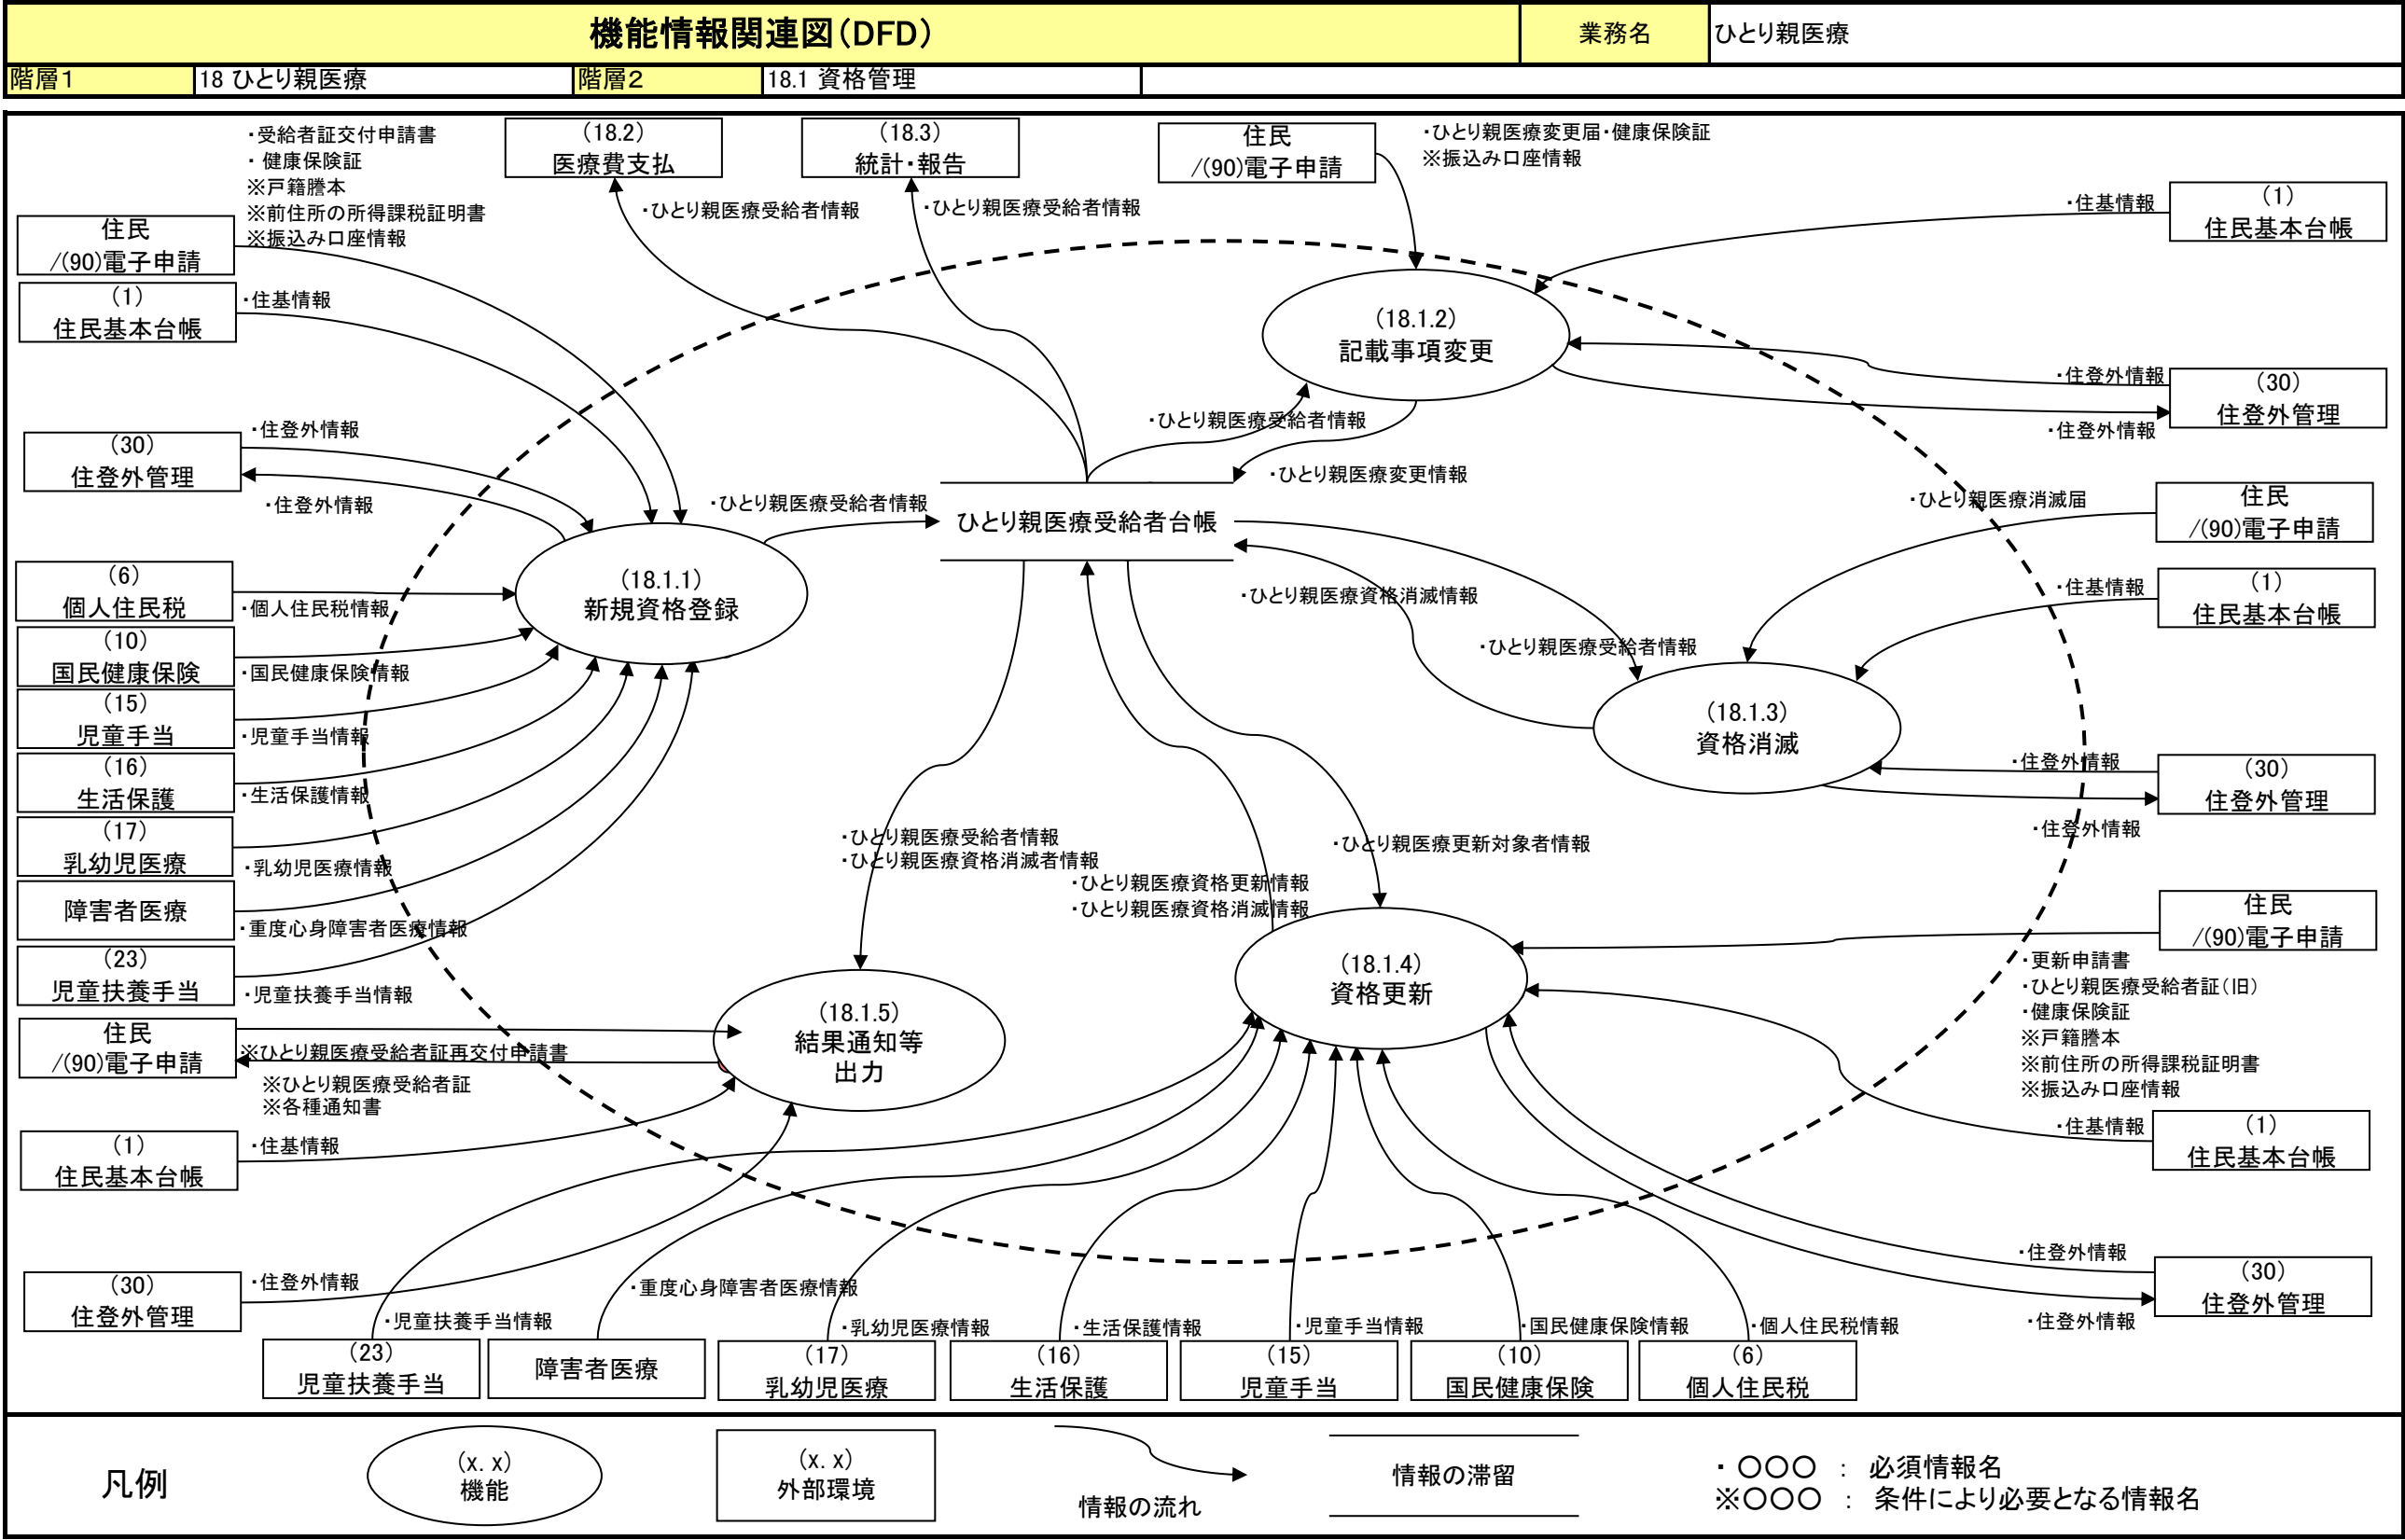 機能情報関連図（DFD）
業務名
ひとり親医療
階層１
18 ひとり親医療
階層２
18.1 資格管理
・受給者証交付申請書
・ 健康保険証
※戸籍謄本
※前住所の所得課税証明書
※振込み口座情報
（18.2）
医療費支払
（18.3）
統計・報告
住民
/(90)電子申請
・ひとり親医療変更届・健康保険証
※振込み口座情報
（1）
住民基本台帳
・住基情報
・ひとり親医療受給者情報
・ひとり親医療受給者情報
住民
/(90)電子申請
（1）
住民基本台帳
・住基情報
（18.1.2）
記載事項変更
・住登外情報
（30）
住登外管理
・住登外情報
（30）
住登外管理
・住登外情報
・住登外情報
・ひとり親医療受給者情報
・ひとり親医療変更情報
・ひとり親医療受給者情報
ひとり親医療受給者台帳
・ひとり親医療消滅届
住民
/(90)電子申請
（6）
個人住民税
・個人住民税情報
（18.1.1）
新規資格登録
・ひとり親医療資格消滅情報
・住基情報
（1）
住民基本台帳
（10）
国民健康保険
・国民健康保険情報
・ひとり親医療受給者情報
（15）
児童手当
・児童手当情報
（18.1.3）
資格消滅
（16）
生活保護
・生活保護情報
・住登外情報
（30）
住登外管理
・住登外情報
（17）
乳幼児医療
・乳幼児医療情報
・ひとり親医療受給者情報
・ひとり親医療資格消滅者情報
・ひとり親医療更新対象者情報
・ひとり親医療資格更新情報
・ひとり親医療資格消滅情報
障害者医療
・重度心身障害者医療情報
住民
/(90)電子申請
（23）
児童扶養手当
・児童扶養手当情報
（18.1.4）
資格更新
・更新申請書
・ひとり親医療受給者証（旧）
・健康保険証
※戸籍謄本
※前住所の所得課税証明書
※振込み口座情報
住民
/(90)電子申請
※ひとり親医療受給者証再交付申請書
※ひとり親医療受給者証
※各種通知書
（18.1.5）
結果通知等
出力
（1）
住民基本台帳
・住基情報
・住基情報
（1）
住民基本台帳
（30）
住登外管理
・住登外情報
・住登外情報
（30）
住登外管理
・住登外情報
・児童扶養手当情報
・重度心身障害者医療情報
・乳幼児医療情報
・生活保護情報
・児童手当情報
・国民健康保険情報
・個人住民税情報
（23）
児童扶養手当
障害者医療
（17）
乳幼児医療
（16）
生活保護
（15）
児童手当
（10）
国民健康保険
（6）
個人住民税
凡例
（x. x）
機能
（x. x）
外部環境
情報の流れ
情報の滞留
・ 〇〇〇 ： 必須情報名
※〇〇〇 ： 条件により必要となる情報名